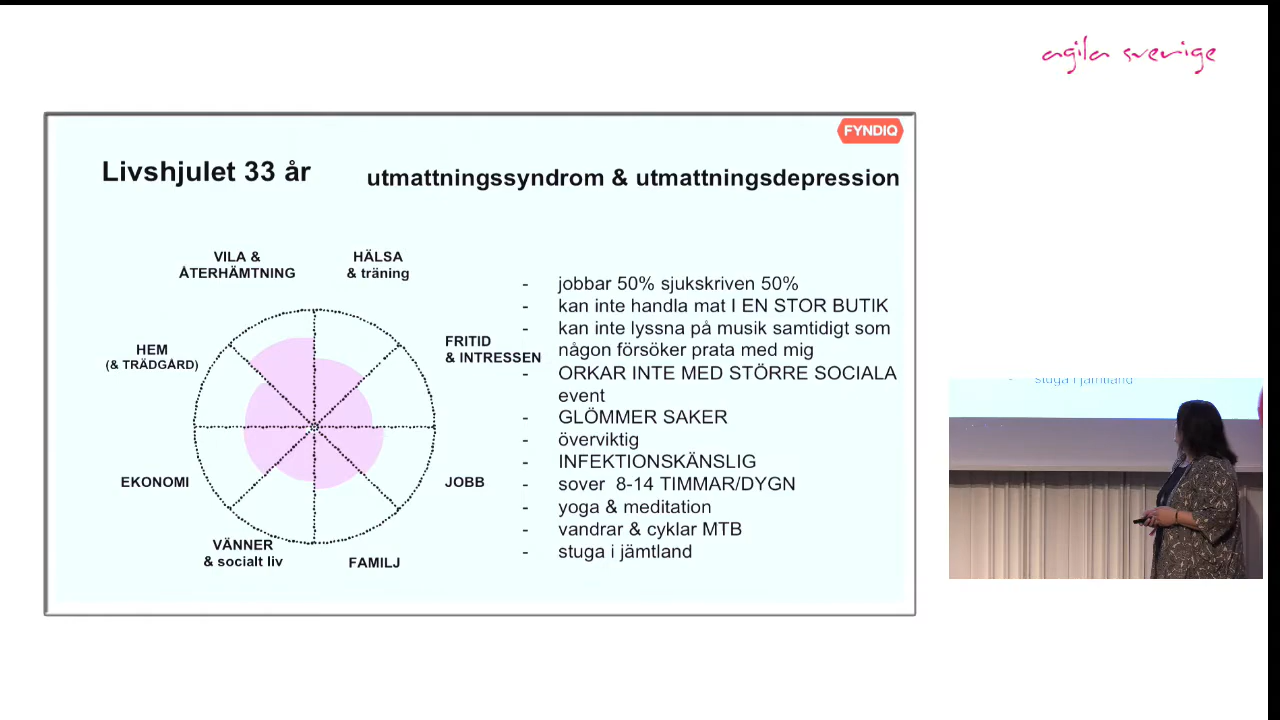 agila sverige
FYNDIQ
Livshjulet 33 år
utmattningssyndrom & utmattningsdepression
VILA &
ÅTERHÄMTNING
HÄLSA
& träning
FRITID
& INTRESSEN
JOBB
FAMILJ
VÄNNER
& socialt liv
EKONOMI
HEM
(& TRÄDGÅRD)
- jobbar 50% sjukskriven 50%
- kan inte handla mat I EN STOR BUTIK
- kan inte lyssna på musik samtidigt som
någon försöker prata med mig
- ORKAR INTE MED STÖRRE SOCIALA
event
- GLÖMMER SAKER
- överviktig
- INFEKTIONSKÄNSLIG
- sover 8-14 TIMMAR/DYGN
- yoga & meditation
- vandrar & cyklar MTB
- stuga i jämtland
- stuga i jämtland